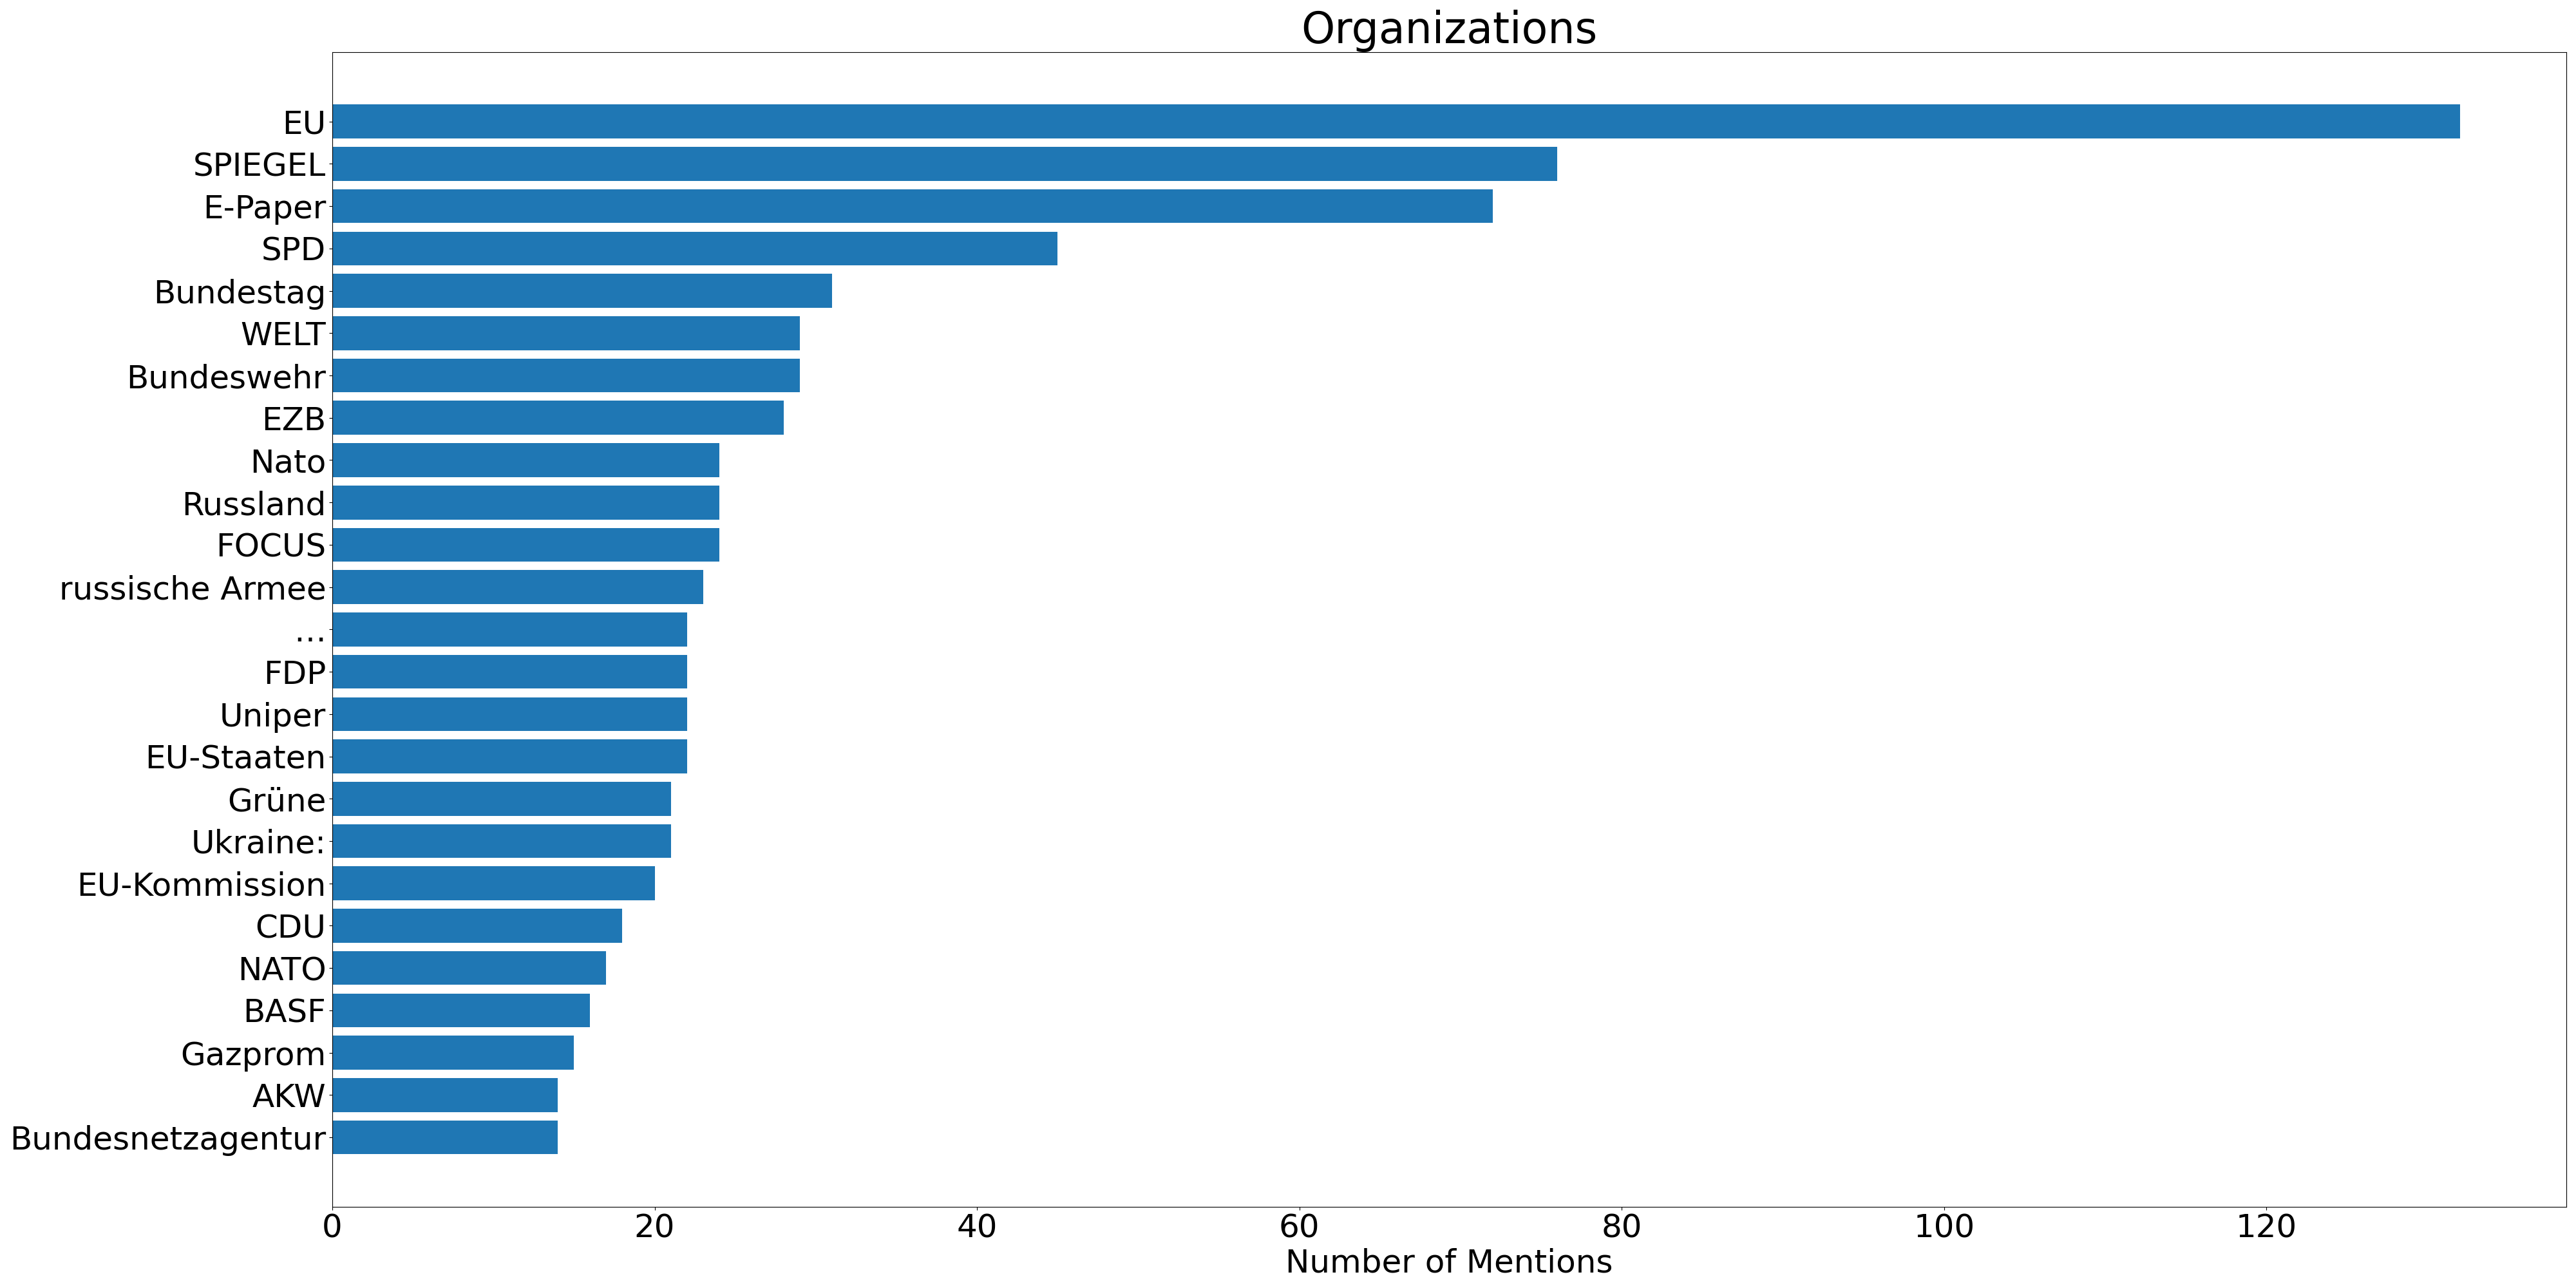 Organizations
EU
SPIEGEL
E-Paper
SPD
Bundestag
WELT
Bundeswehr
EZB
Nato
Russland
FOCUS
russische Armee
...
FDP
Uniper
EU-Staaten
Grüne
Ukraine:
EU-Kommission
CDU
NATO
BASF
Gazprom
AKW
Bundesnetzagentur
0 20 40 60 80 100 120
Number of Mentions